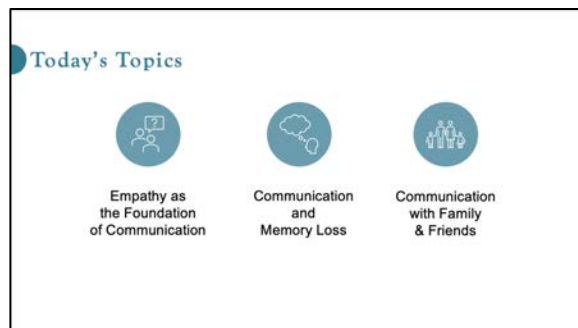 Today's Topics
?
Empathy as
the Foundation
of Communication
Communication
and
Memory Loss
Communication
with Family
& Friends